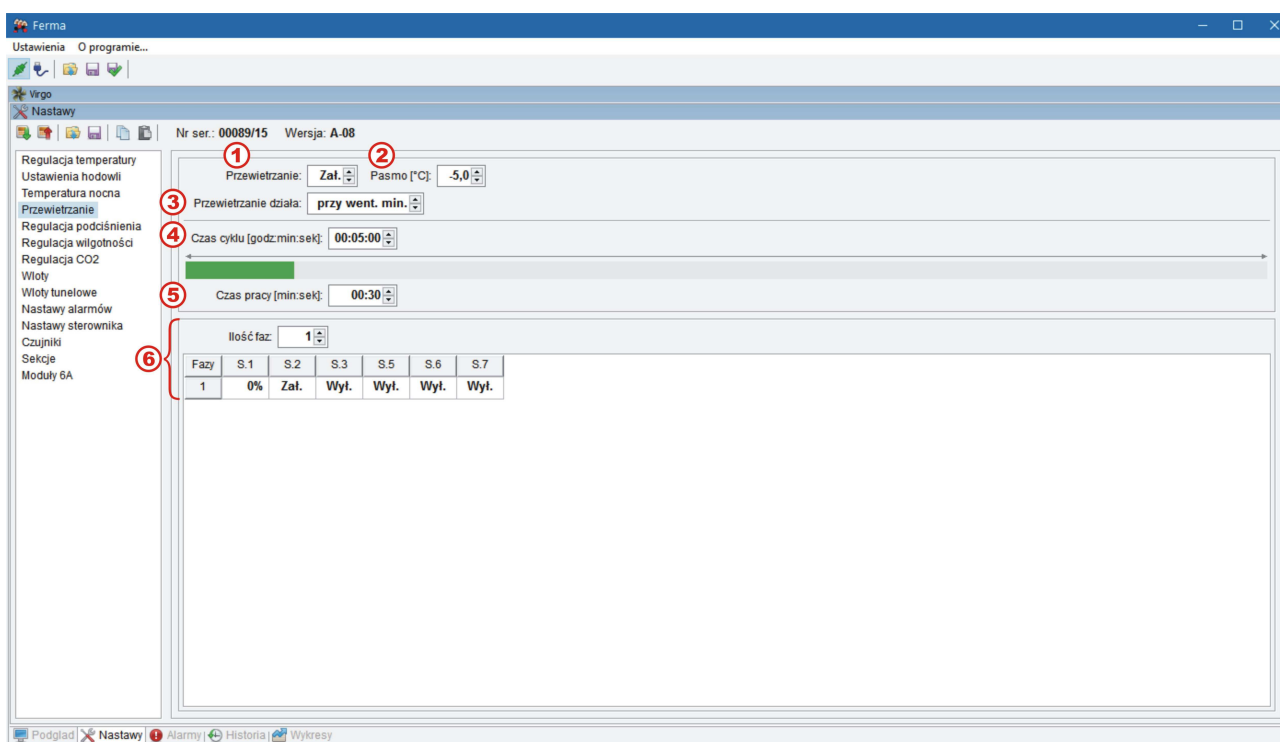 Ferma
Ustawienia O programie...
Virgo
Nastawy
Nr ser.: 00089/15 Wersja: A-08
Regulacja temperatury
Ustawienia hodowli
Temperatura nocna
Przewietrzanie
Regulacja podciśnienia
Regulacja wilgotności
Regulacja CO2
Wloty
Wloty tunelowe
Nastawy alarmów
Nastawy sterownika
Czujniki
Sekcje
Moduły 6A
1 2
Przewietrzanie: Zał. Pasmo [°C]: -5,0
3 Przewietrzanie działa: przy went. min.
4 Czas cyklu [godz:min:sek]: 00:05:00
5 Czas pracy [min:sek]: 00:30
6
Ilość faz: 1
Fazy S.1 S.2 S.3 S.5 S.6 S.7
1 0% Zał. Wył. Wył. Wył. Wył.
Podgląd Nastawy Alarmy Historia Wykresy